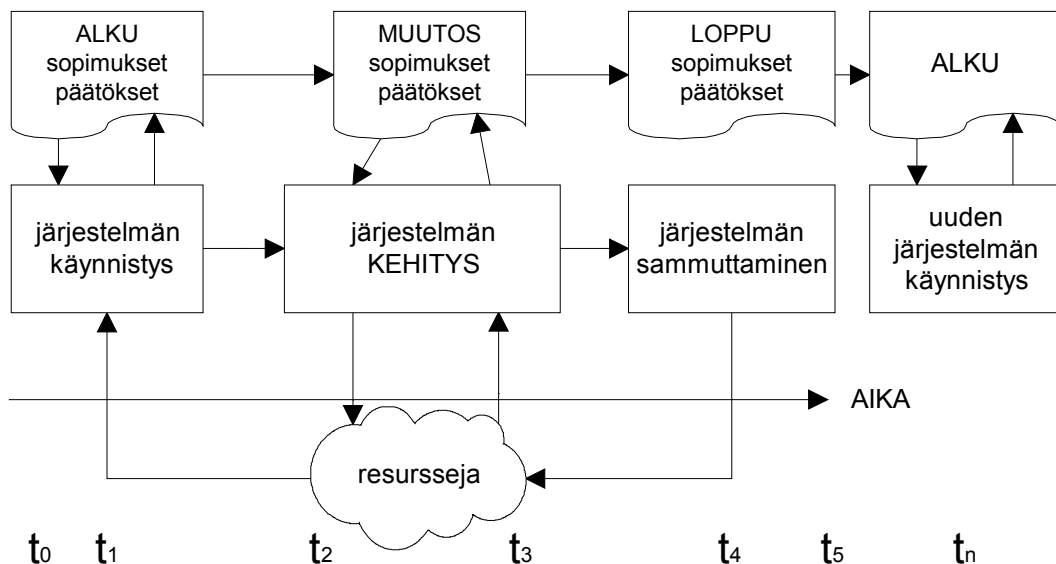 ALKU
sopimukset
päätökset
MUUTOS
sopimukset
päätökset
LOPPU
sopimukset
päätökset
ALKU
järjestelmän
käynnistys
järjestelmän
KEHITYS
järjestelmän
sammuttaminen
uuden
järjestelmän
käynnistys
AIKA
resursseja
t0 t1 t2 t3 t4 t5 tn